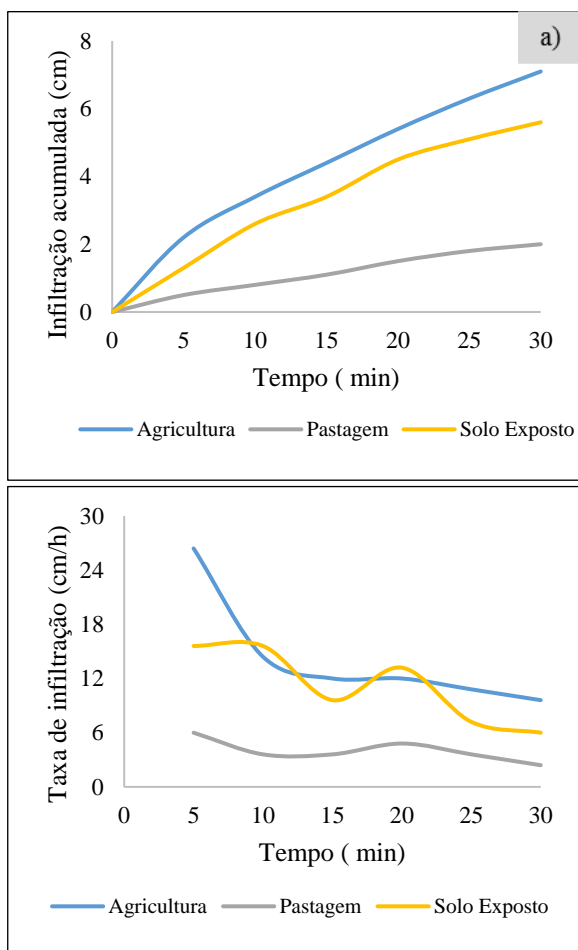 a)
Infiltração acumulada (cm)
8
6
4
2
0
0 5 10 15 20 25 30
Tempo ( min)
Agricultura Pastagem Solo Exposto
Taxa de infiltração (cm/h)
30
24
18
12
6
0
0 5 10 15 20 25 30
Tempo ( min)
Agricultura Pastagem Solo Exposto